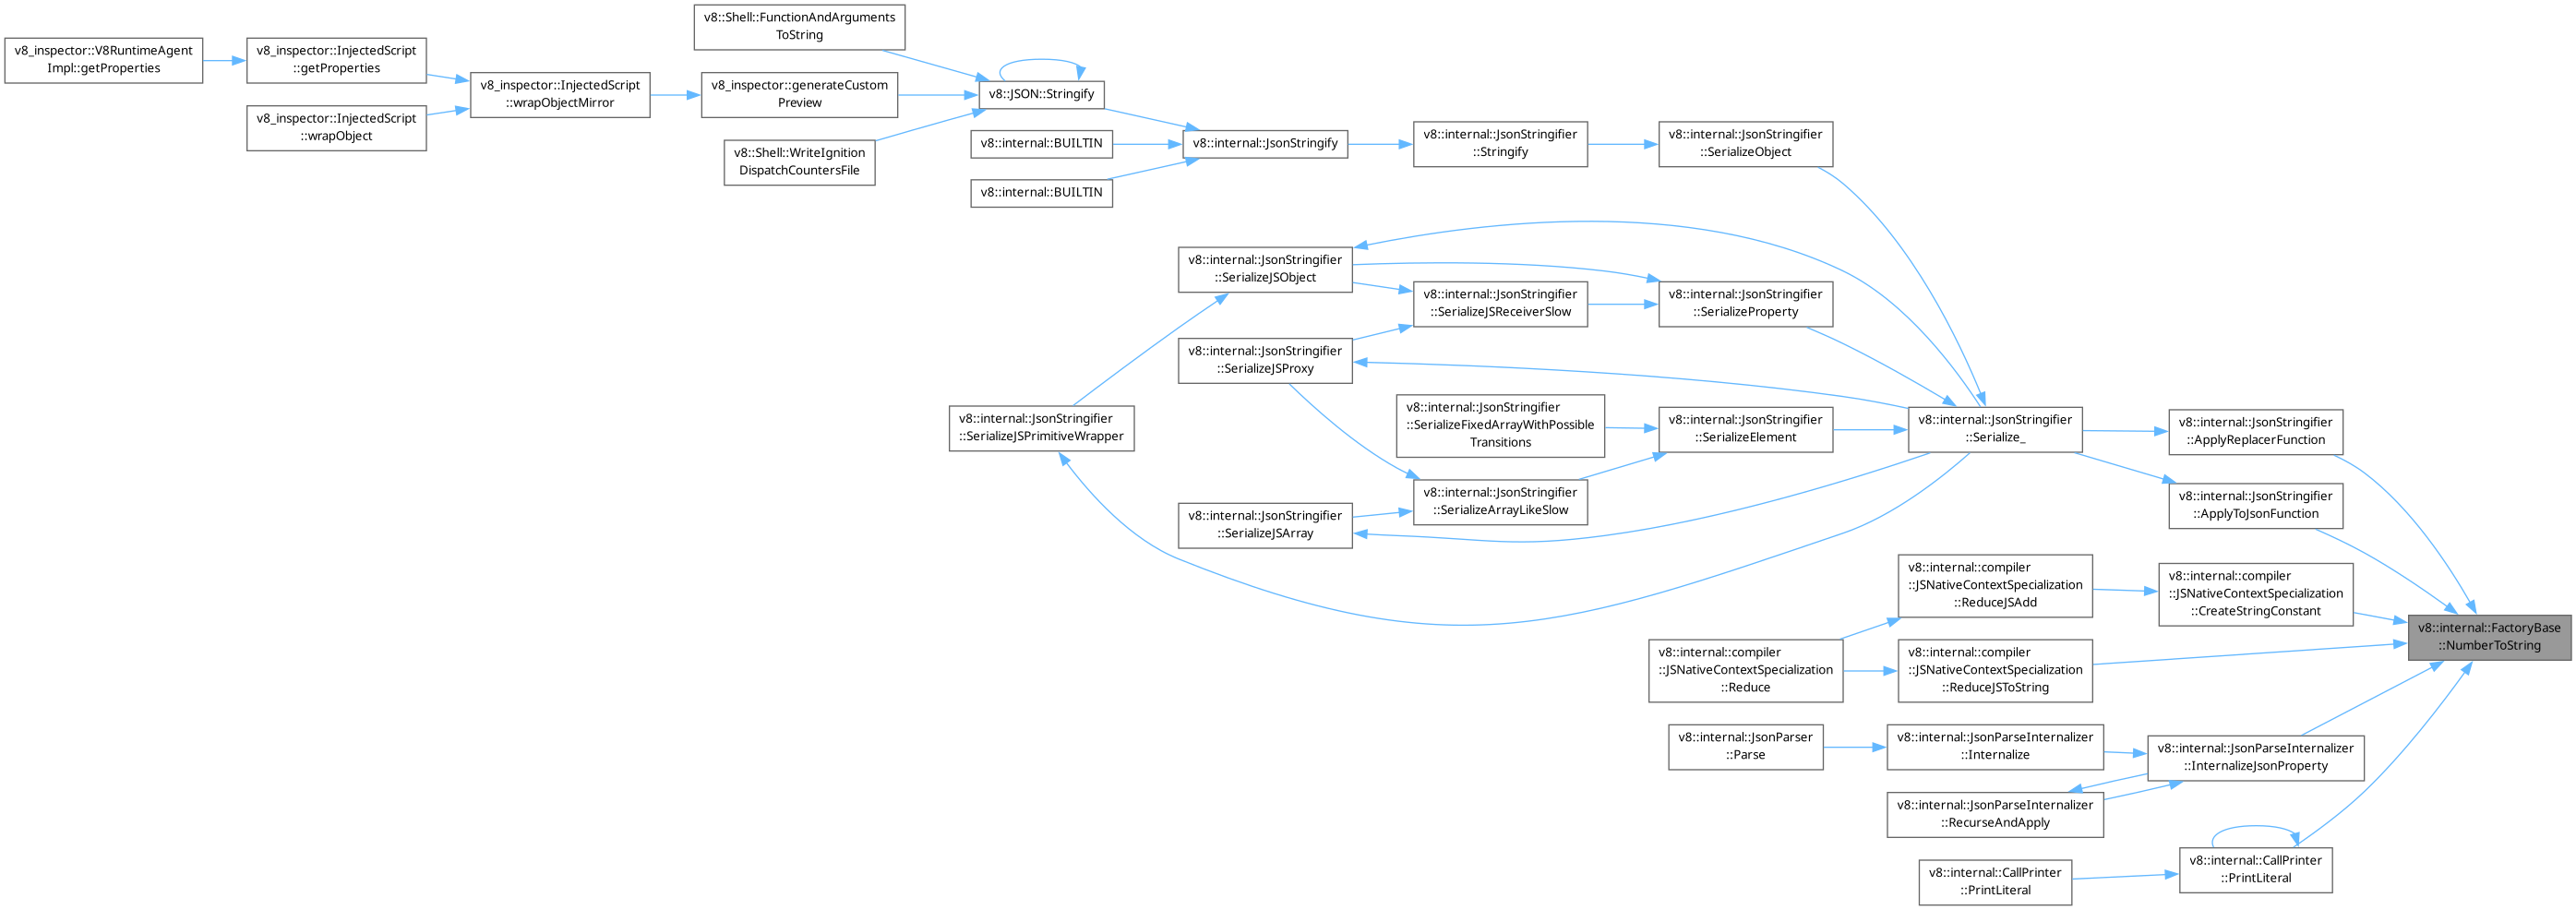 v8::Shell::FunctionAndArguments
ToString
v8_inspector::V8RuntimeAgent
Impl::getProperties
v8_inspector::InjectedScript
::getProperties
v8_inspector::InjectedScript
::wrapObjectMirror
v8_inspector::generateCustom
Preview
v8::JSON::Stringify
v8_inspector::InjectedScript
::wrapObject
v8::Shell::WriteIgnition
DispatchCountersFile
v8::internal::BUILTIN
v8::internal::BUILTIN
v8::internal::JsonStringify
v8::internal::JsonStringifier
::Stringify
v8::internal::JsonStringifier
::SerializeObject
v8::internal::JsonStringifier
::SerializeJSObject
v8::internal::JsonStringifier
::SerializeJSReceiverSlow
v8::internal::JsonStringifier
::SerializeProperty
v8::internal::JsonStringifier
::SerializeJSProxy
v8::internal::JsonStringifier
::SerializeJSPrimitiveWrapper
v8::internal::JsonStringifier
::SerializeFixedArrayWithPossible
Transitions
v8::internal::JsonStringifier
::SerializeElement
v8::internal::JsonStringifier
::Serialize_
v8::internal::JsonStringifier
::ApplyReplacerFunction
v8::internal::JsonStringifier
::SerializeArrayLikeSlow
v8::internal::JsonStringifier
::SerializeJSArray
v8::internal::JsonStringifier
::ApplyToJsonFunction
v8::internal::compiler
::JSNativeContextSpecialization
::ReduceJSAdd
v8::internal::compiler
::JSNativeContextSpecialization
::CreateStringConstant
v8::internal::FactoryBase
::NumberToString
v8::internal::compiler
::JSNativeContextSpecialization
::Reduce
v8::internal::compiler
::JSNativeContextSpecialization
::ReduceJSToString
v8::internal::JsonParser
::Parse
v8::internal::JsonParseInternalizer
::Internalize
v8::internal::JsonParseInternalizer
::InternalizeJsonProperty
v8::internal::JsonParseInternalizer
::RecurseAndApply
v8::internal::CallPrinter
::PrintLiteral
v8::internal::CallPrinter
::PrintLiteral